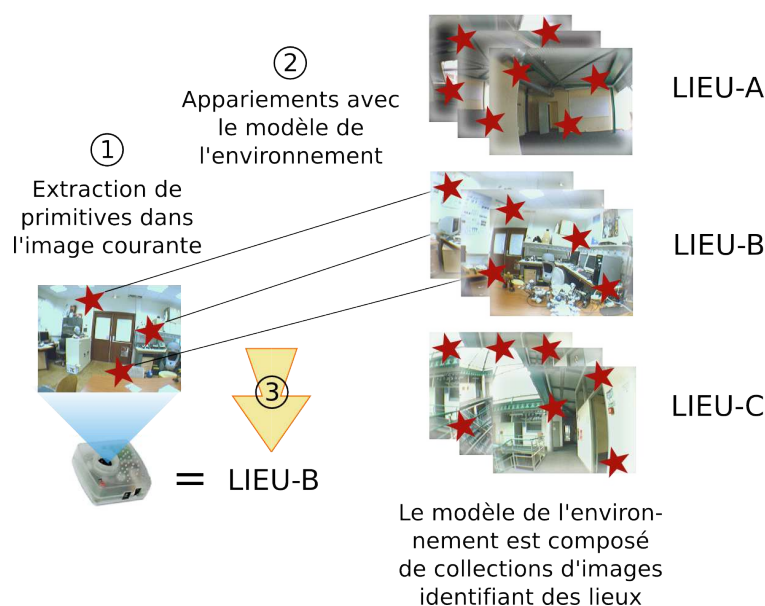 1
Extraction de
primitives dans
l'image courante
2
Appariements avec
le modèle de
l'environnement
LIEU-A
LIEU-B
LIEU-C
3
= LIEU-B
Le modèle de l'environ-
nement est composé
de collections d'images
identifiant des lieux